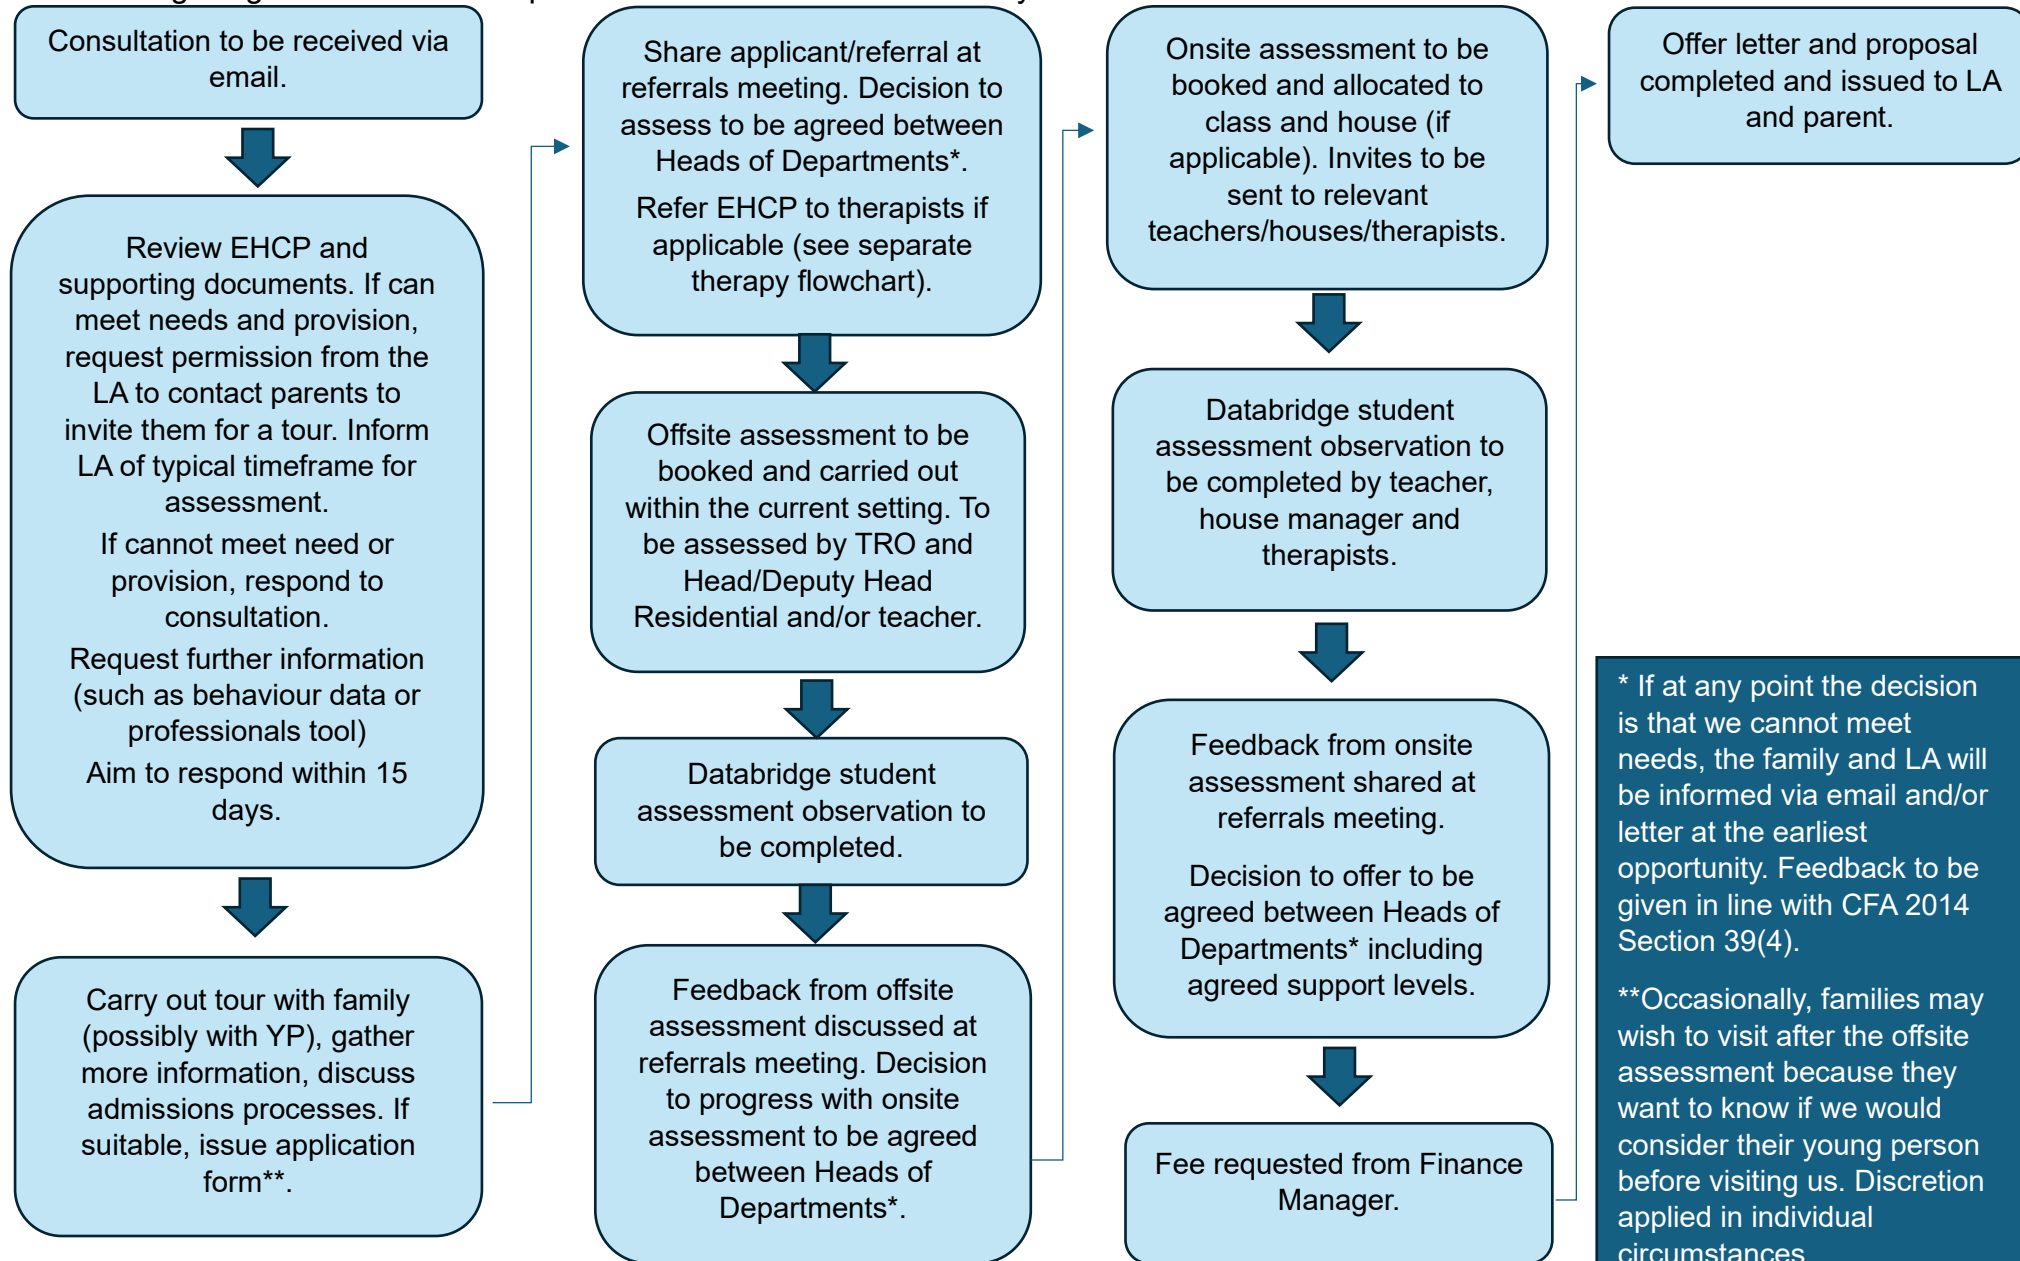 Consultation to be received via
email.
Review EHCP and
supporting documents. If can
meet needs and provision,
request permission from the
LA to contact parents to
invite them for a tour. Inform
LA of typical timeframe for
assessment.
If cannot meet need or
provision, respond to
consultation.
Request further information
(such as behaviour data or
professionals tool)
Aim to respond within 15
days.
Carry out tour with family
(possibly with YP), gather
more information, discuss
admissions processes. If
suitable, issue application
form**.
Share applicant/referral at
referrals meeting. Decision to
assess to be agreed between
Heads of Departments*.
Refer EHCP to therapists if
applicable (see separate
therapy flowchart).
Offsite assessment to be
booked and carried out
within the current setting. To
be assessed by TRO and
Head/Deputy Head
Residential and/or teacher.
Databridge student
assessment observation to
be completed.
Feedback from offsite
assessment discussed at
referrals meeting. Decision
to progress with onsite
assessment to be agreed
between Heads of
Departments*.
Onsite assessment to be
booked and allocated to
class and house (if
applicable). Invites to be
sent to relevant
teachers/houses/therapists.
Databridge student
assessment observation to
be completed by teacher,
house manager and
therapists.
Feedback from onsite
assessment shared at
referrals meeting.
Decision to offer to be
agreed between Heads of
Departments* including
agreed support levels.
Fee requested from Finance
Manager.
Offer letter and proposal
completed and issued to LA
and parent.
* If at any point the decision
is that we cannot meet
needs, the family and LA will
be informed via email and/or
letter at the earliest
opportunity. Feedback to be
given in line with CFA 2014
Section 39(4).
**Occasionally, families may
wish to visit after the offsite
assessment because they
want to know if we would
consider their young person
before visiting us. Discretion
applied in individual
circumstances